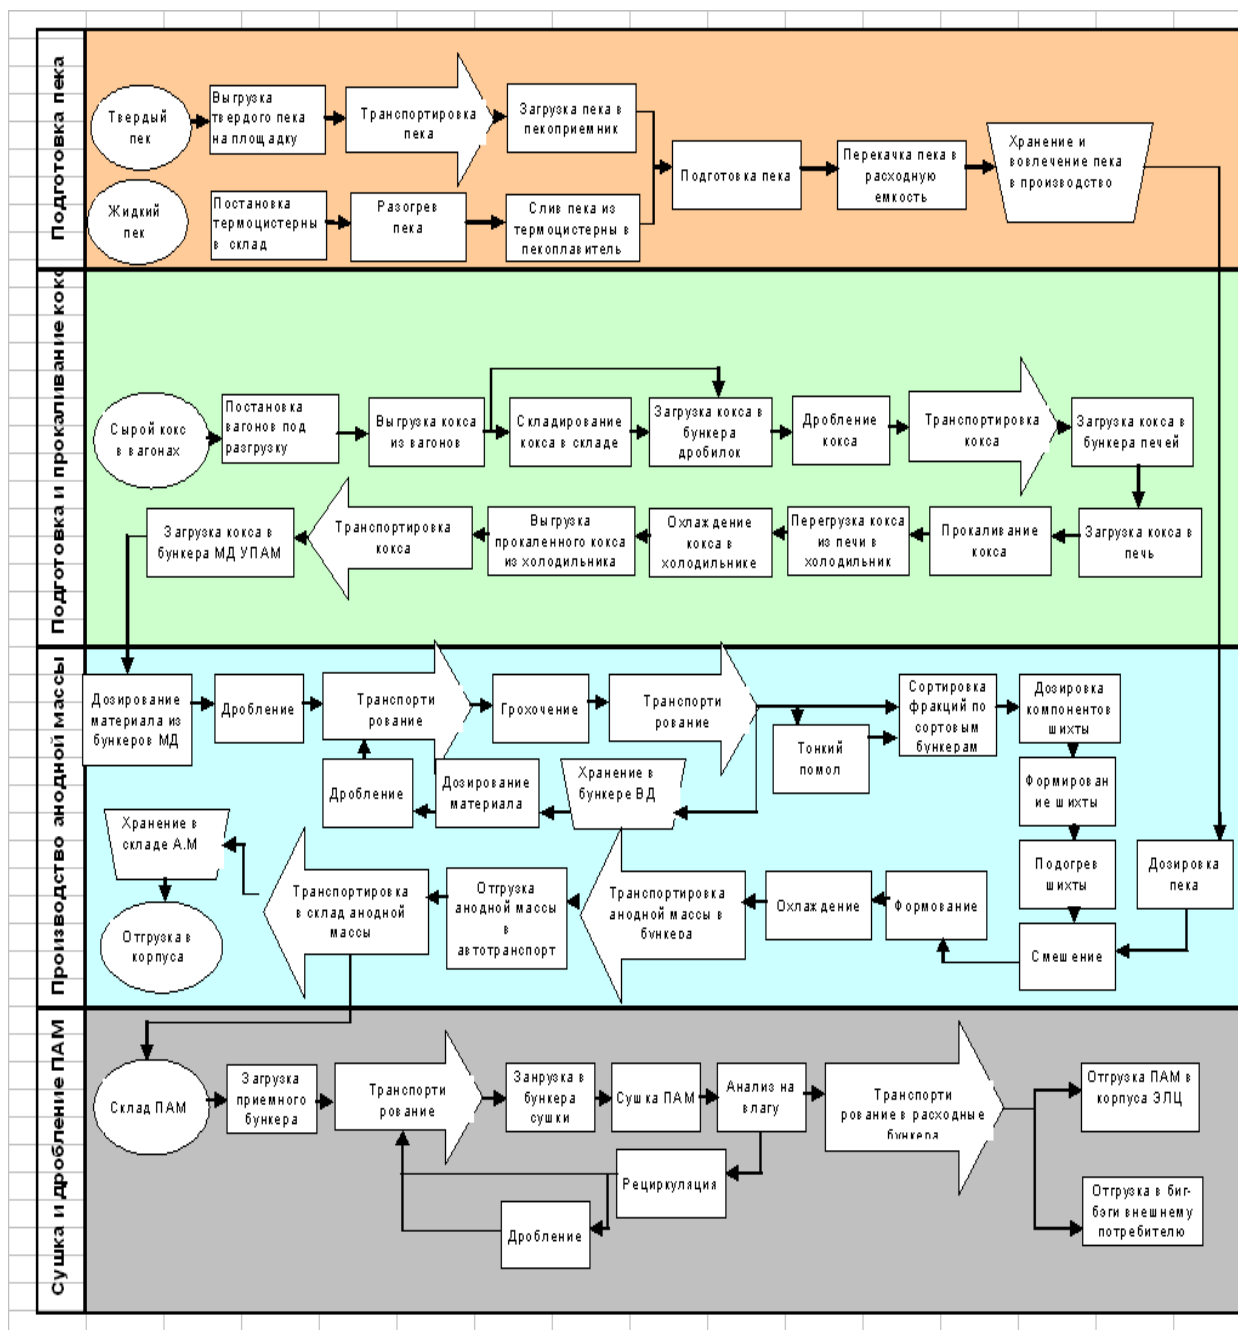 Подготовка пека
Твердый
пек
Выгрузка
твердого пека
на площадку
Транспортировка
пека
Загрузка пека в
пекоприемник
Жидкий
пек
Постановка
термоцистерны
в склад
Разогрев
пека
Слив пека из
термоцистерны в
пекоплавитель
Подготовка пека
Перекачка пека в
расходную
емкость
Хранение и
вовлечение пека
в производство
Подготовка и прокаливание кокс
Сырой кокс
в вагонах
Постановка
вагонов под
разгрузку
Выгрузка кокса
из вагонов
Складирование
кокса в складе
Загрузка кокса в
бункера
дробилок
Дробление
кокса
Транспортировка
кокса
Загрузка кокса в
бункера печей
Загрузка кокса в
печь
Прокаливание
кокса
Перегрузка кокса
из печи в
холодильник
Охлаждение
кокса в
холодильнике
Выгрузка
прокаленного кокса
из холодильника
Транспортировка
кокса
Загрузка кокса в
бункера МД УПАМ
Производство анодной массы
Дозирование
материала из
бункеров МД
Дробление
Транспорти
рование
Грохочение
Транспорти
рование
Тонкий
помол
Сортировка
фракций по
сортовым
бункерам
Дозировка
компонентов
шихты
Хранение в
бункере ВД
Дозирование
материала
Дробление
Формирован
ие шихты
Подогрев
шихты
Дозировка
пека
Смешение
Формование
Охлаждение
Транспортировка
анодной массы в
бункера
Отгрузка
анодной массы
в
автотранспорт
Транспортировка
в склад анодной
массы
Хранение в
складе А.М
Отгрузка в
корпуса
Сушка и дробление ПАМ
Склад ПАМ
Загрузка
приемного
бункера
Транспорти
рование
Занрузка в
бункера
сушки
Сушка ПАМ
Анализ на
влагу
Транспорти
рование в расходные
бункера
Отгрузка ПАМ в
корпуса ЭЛЦ
Рециркуляция
Дробление
Отгрузка в биг-
бэги внешнему
потребителю